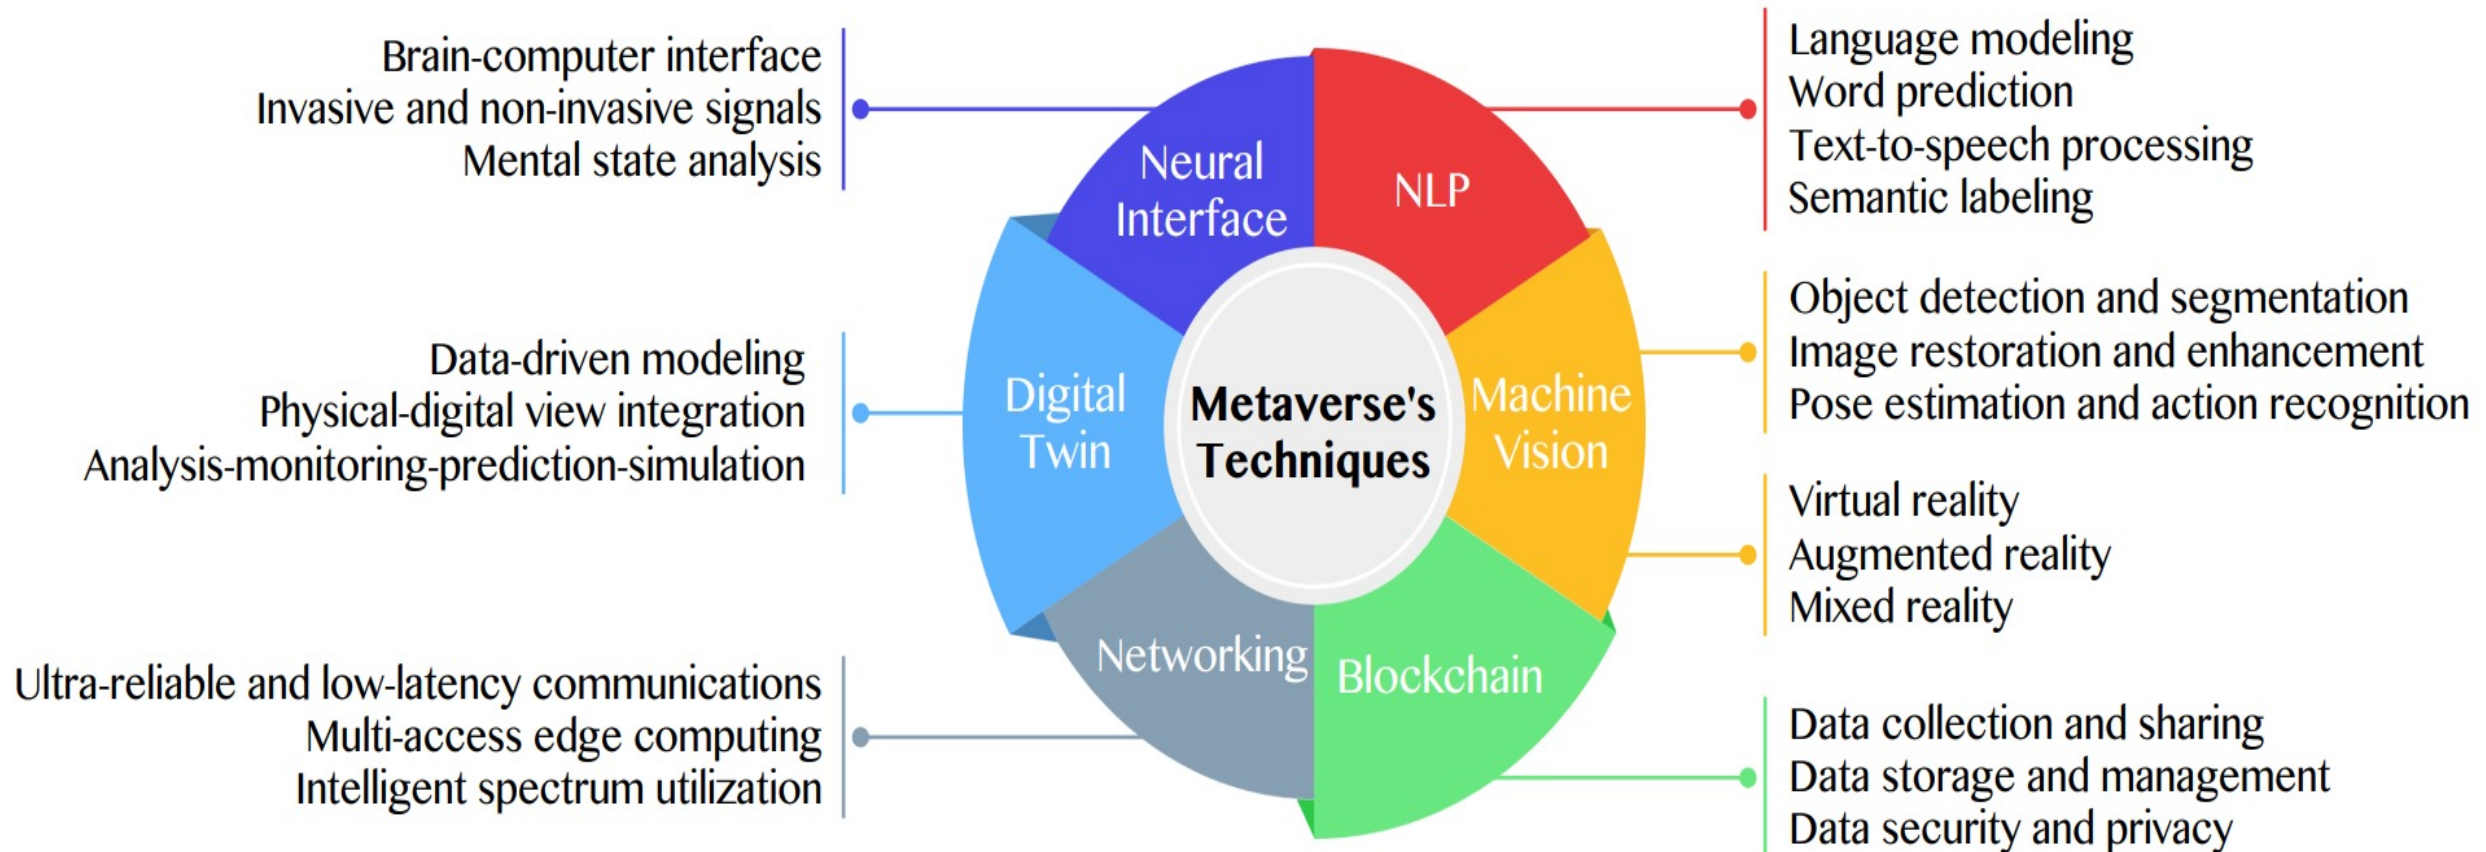 Brain-computer interface
Invasive and non-invasive signals
Mental state analysis
Data-driven modeling
Physical-digital view integration
Analysis-monitoring-prediction-simulation
Ultra-reliable and low-latency communications
Multi-access edge computing
Intelligent spectrum utilization
Neural
Interface
NLP
Digital
Twin
Metaverse's
Techniques
Machine
Vision
Networking
Blockchain
Language modeling
Word prediction
Text-to-speech processing
Semantic labeling
Object detection and segmentation
Image restoration and enhancement
Pose estimation and action recognition
Virtual reality
Augmented reality
Mixed reality
Data collection and sharing
Data storage and management
Data security and privacy